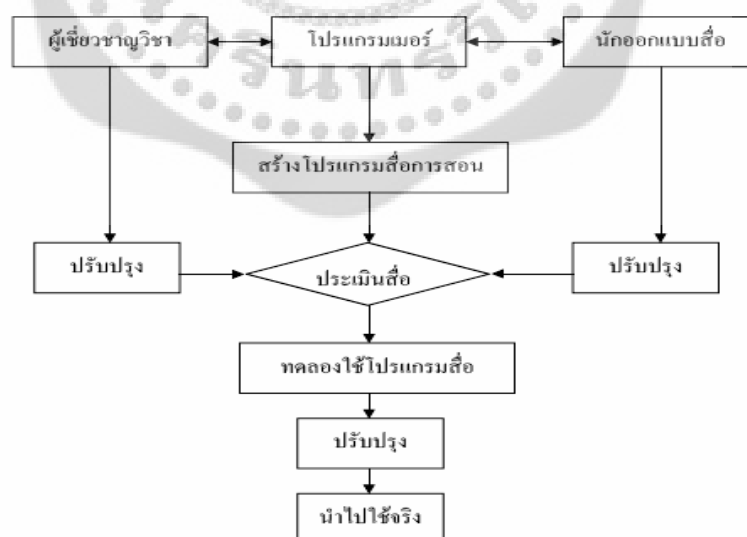 ผู้เชี่ยวชาญวิชา
โปรแกรมเมอร์
นักออกแบบสื่อ
สร้างโปรแกรมสื่อการสอน
ปรับปรุง
ประเมินสื่อ
ปรับปรุง
ทดลองใช้โปรแกรมสื่อ
ปรับปรุง
นำไปใช้จริง